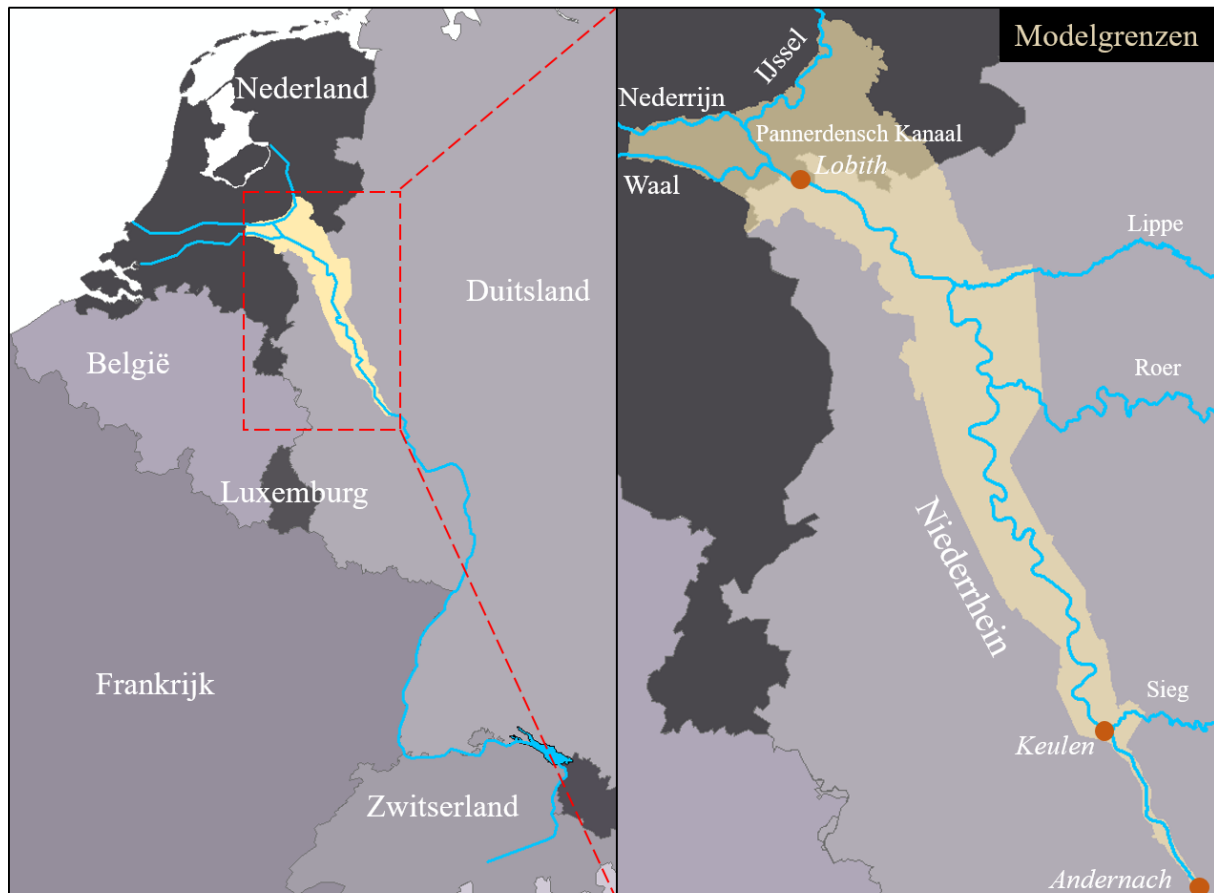 Nederland
Duitsland
België
Luxemburg
Frankrijk
Zwitserland
Modelgrenzen
IJssel
Nederrijn
Pannerdensch Kanaal
Lobith
Waal
Lippe
Roer
Niederrhein
Sieg
Keulen
Andernach